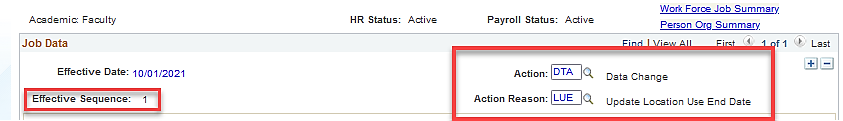 Work Force Job Summary
Academic: Faculty HR Status: Active Payroll Status: Active
Person Org Summary
Job Data Find | View All First 1 of 1 Last
Effective Date: 10/01/2021 Action: DTA Data Change
Effective Sequence: 1 Action Reason: LUE Update Location Use End Date